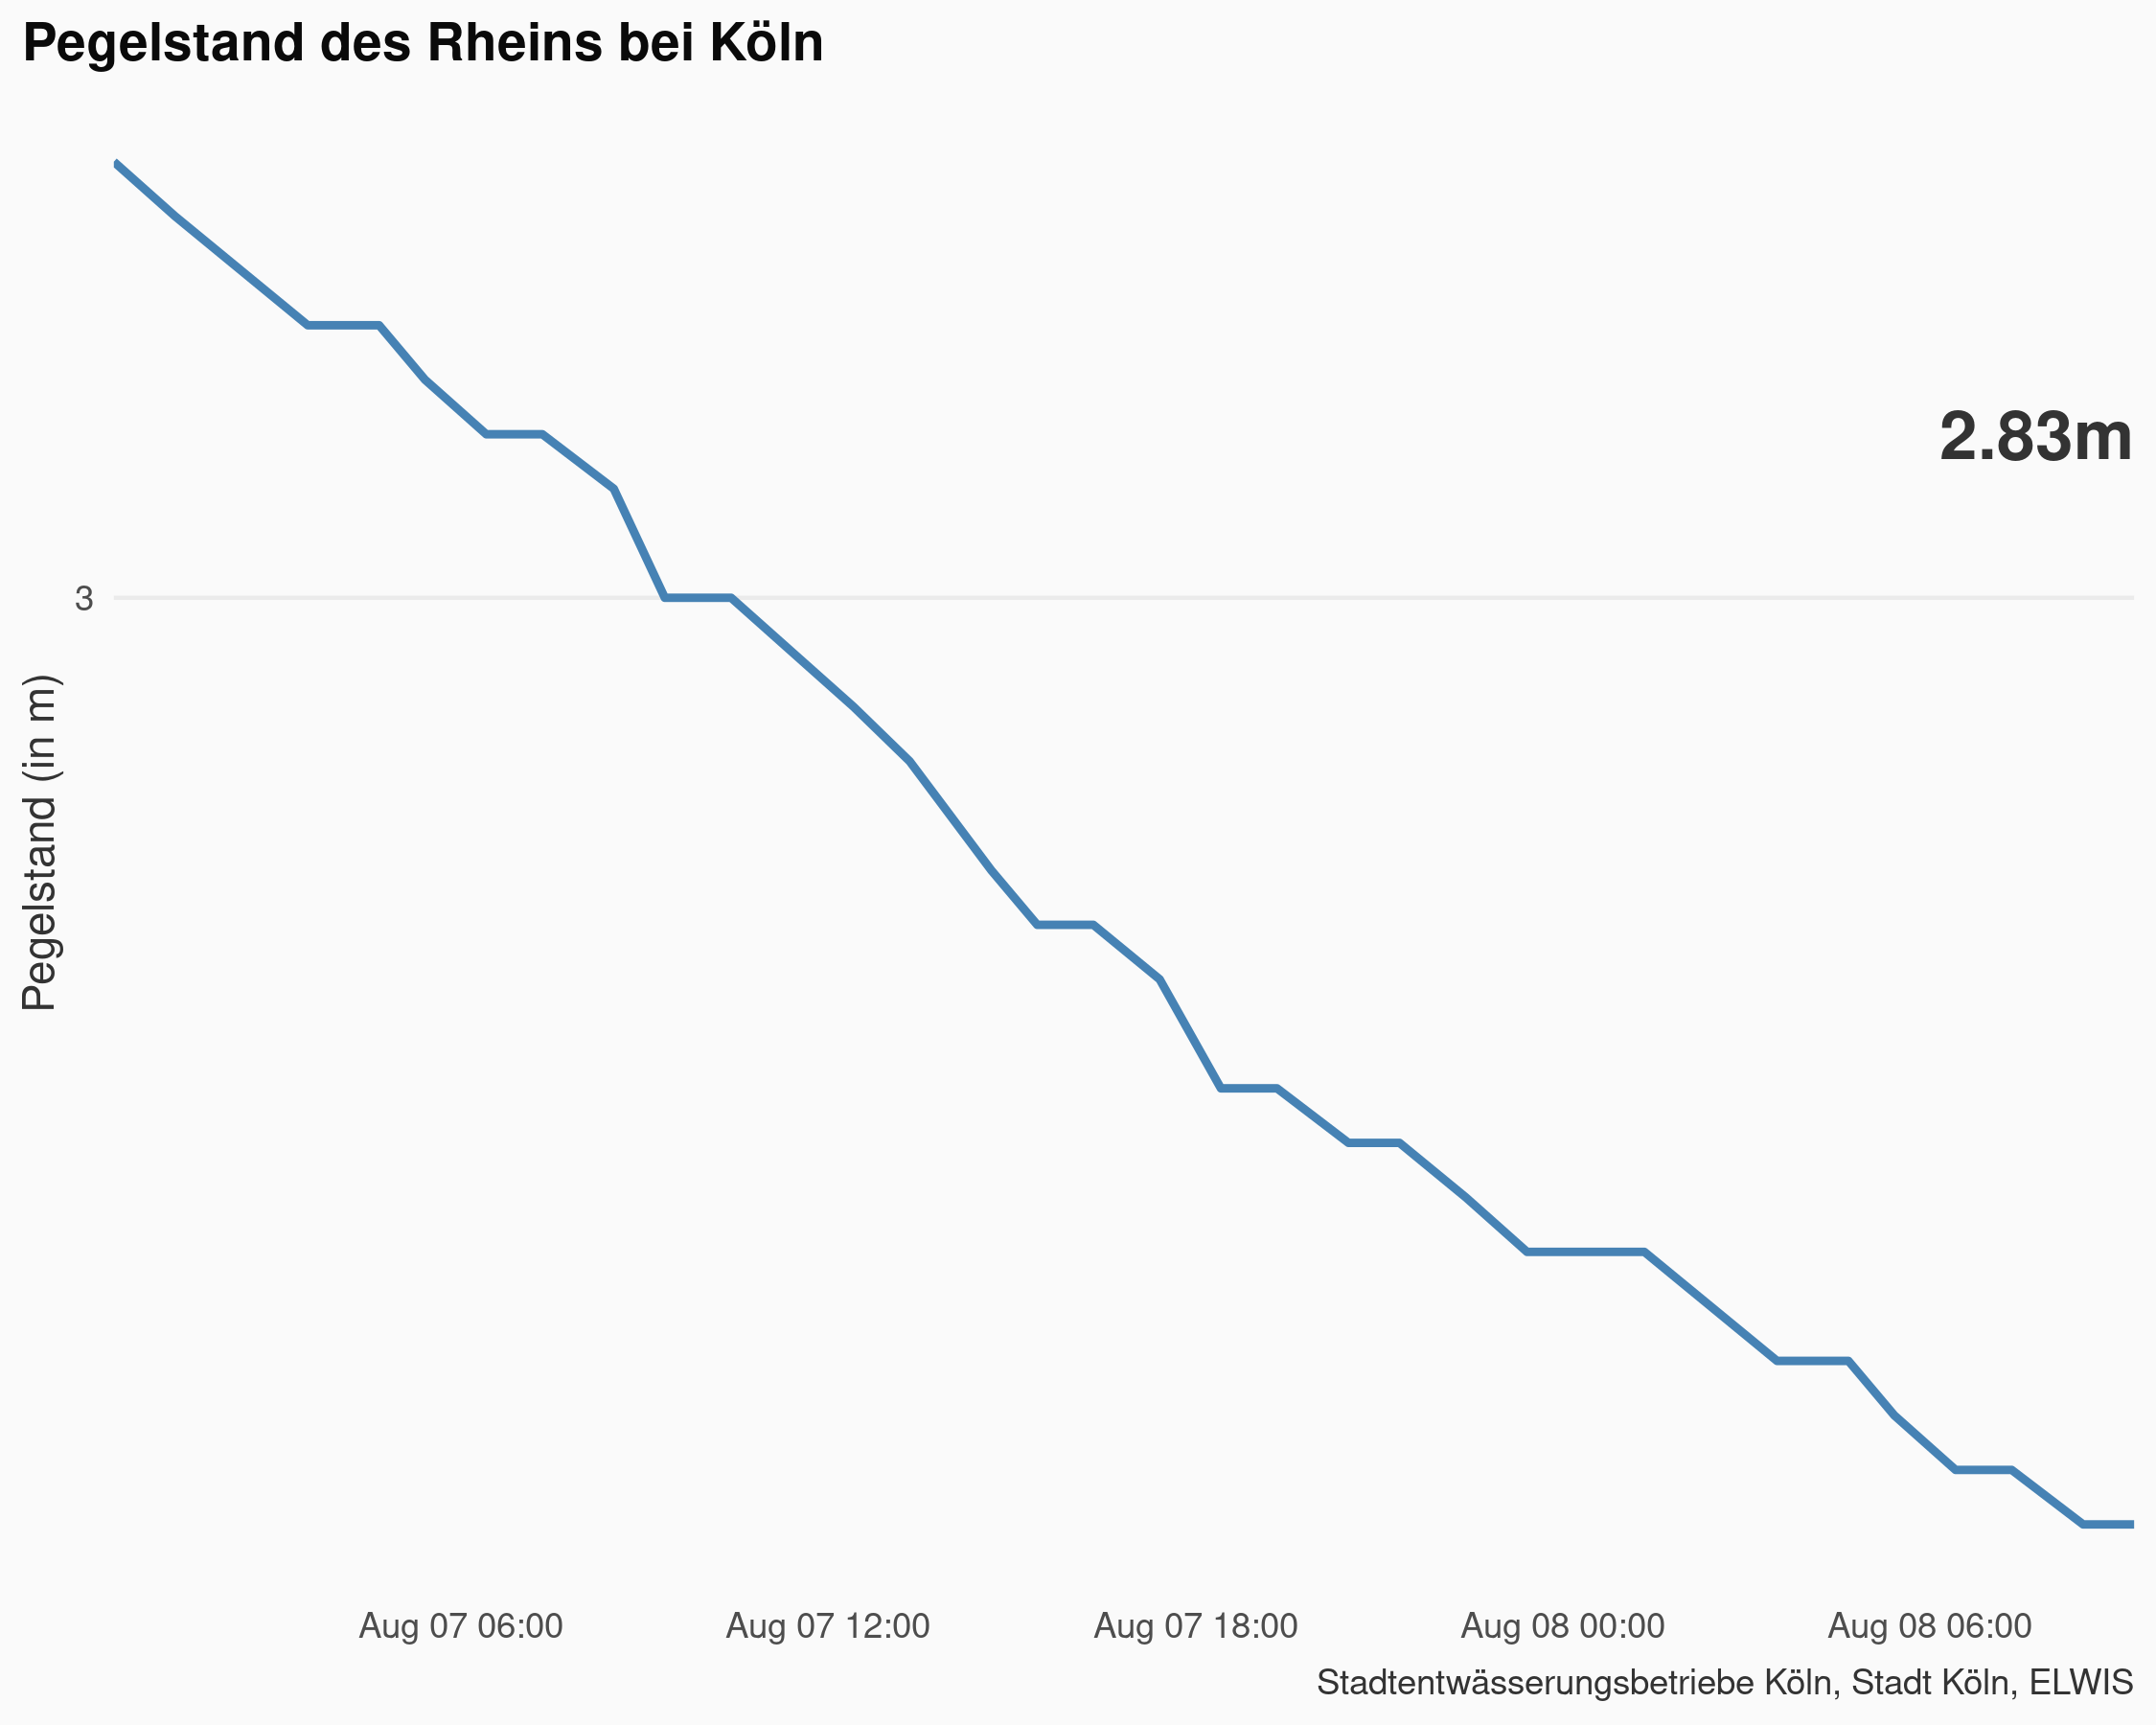 Pegelstand des Rheins bei Köln
2.83m
3
Pegelstand (in m)
Aug 07 06:00
Aug 07 12:00
Aug 07 18:00
Aug 08 00:00
Aug 08 06:00
Stadtentwässerungsbetriebe Köln, Stadt Köln, ELWIS